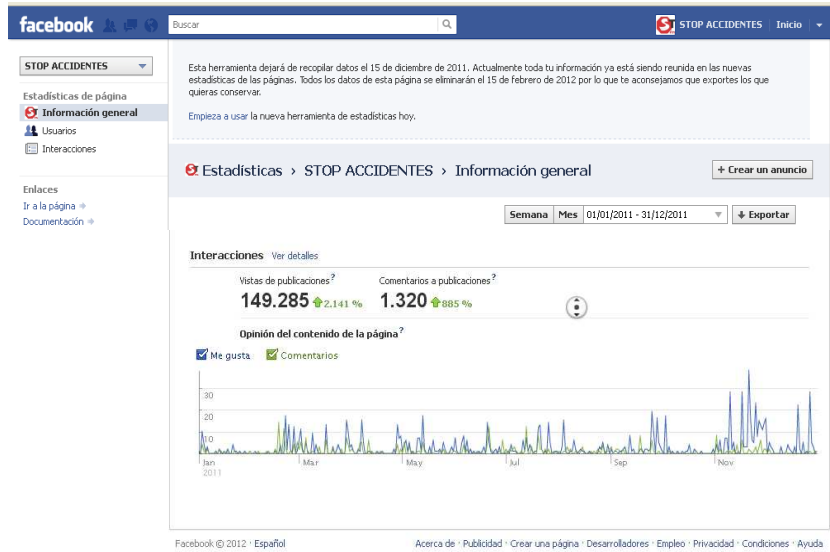 facebook
Buscar
STOP ACCIDENTES
Inicio
STOP ACCIDENTES
Estadísticas de página
Información general
Usuarios
Interacciones
Enlaces
Ir a la página
Documentación
Esta herramienta dejará de recopilar datos el 15 de diciembre de 2011. Actualmente toda tu información ya está siendo reunida en las nuevas
estadísticas de las páginas. Todos los datos de esta página se eliminarán el 15 de febrero de 2012 por lo que te aconsejamos que exportes los que
quieras conservar.
Empieza a usar la nueva herramienta de estadísticas hoy.
Estadísticas › STOP ACCIDENTES › Información general
+ Crear un anuncio
Semana Mes 01/01/2011 - 31/12/2011
Exportar
Interacciones Ver detalles
Vistas de publicaciones? Comentarios a publicaciones?
149.285 2.141 % 1.320 885 %
Opinión del contenido de la página?
Me gusta Comentarios
30
20
10
Jan Mar May Jul Sep Nov
2011
Facebook © 2012 · Español
Acerca de · Publicidad · Crear una página · Desarrolladores · Empleo · Privacidad · Condiciones · Ayuda